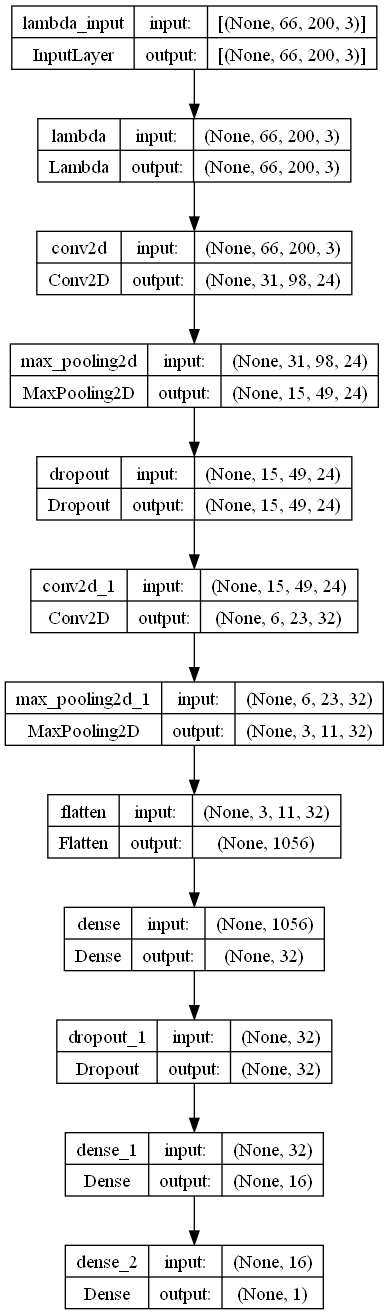 lambda_input input: [(None, 66, 200, 3)]
InputLayer output: [(None, 66, 200, 3)]
lambda input: (None, 66, 200, 3)
Lambda output: (None, 66, 200, 3)
conv2d input: (None, 66, 200, 3)
Conv2D output: (None, 31, 98, 24)
max_pooling2d input: (None, 31, 98, 24)
MaxPooling2D output: (None, 15, 49, 24)
dropout input: (None, 15, 49, 24)
Dropout output: (None, 15, 49, 24)
conv2d_1 input: (None, 15, 49, 24)
Conv2D output: (None, 6, 23, 32)
max_pooling2d_1 input: (None, 6, 23, 32)
MaxPooling2D output: (None, 3, 11, 32)
flatten input: (None, 3, 11, 32)
Flatten output: (None, 1056)
dense input: (None, 1056)
Dense output: (None, 32)
dropout_1 input: (None, 32)
Dropout output: (None, 32)
dense_1 input: (None, 32)
Dense output: (None, 16)
dense_2 input: (None, 16)
Dense output: (None, 1)